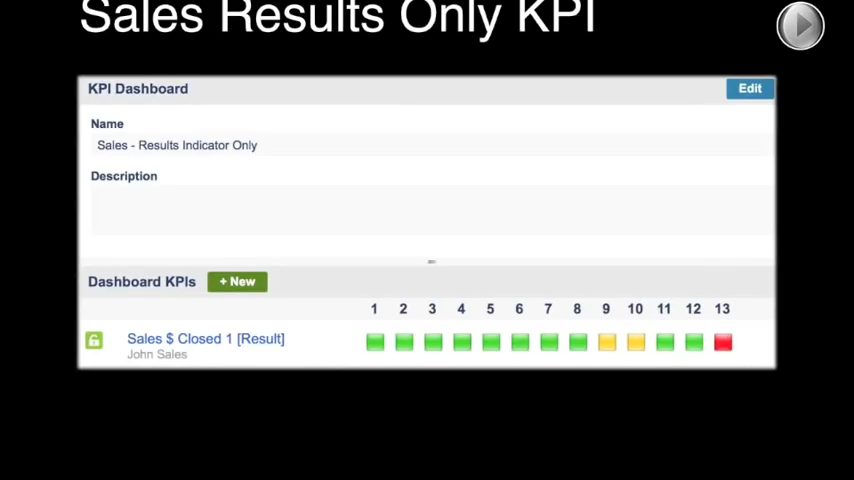 Sales Results Only KPI
KPI Dashboard Edit
Name
Sales - Results Indicator Only
Description
Dashboard KPIs + New
1 2 3 4 5 6 7 8 9 10 11 12 13
Sales $ Closed 1 [Result]
John Sales